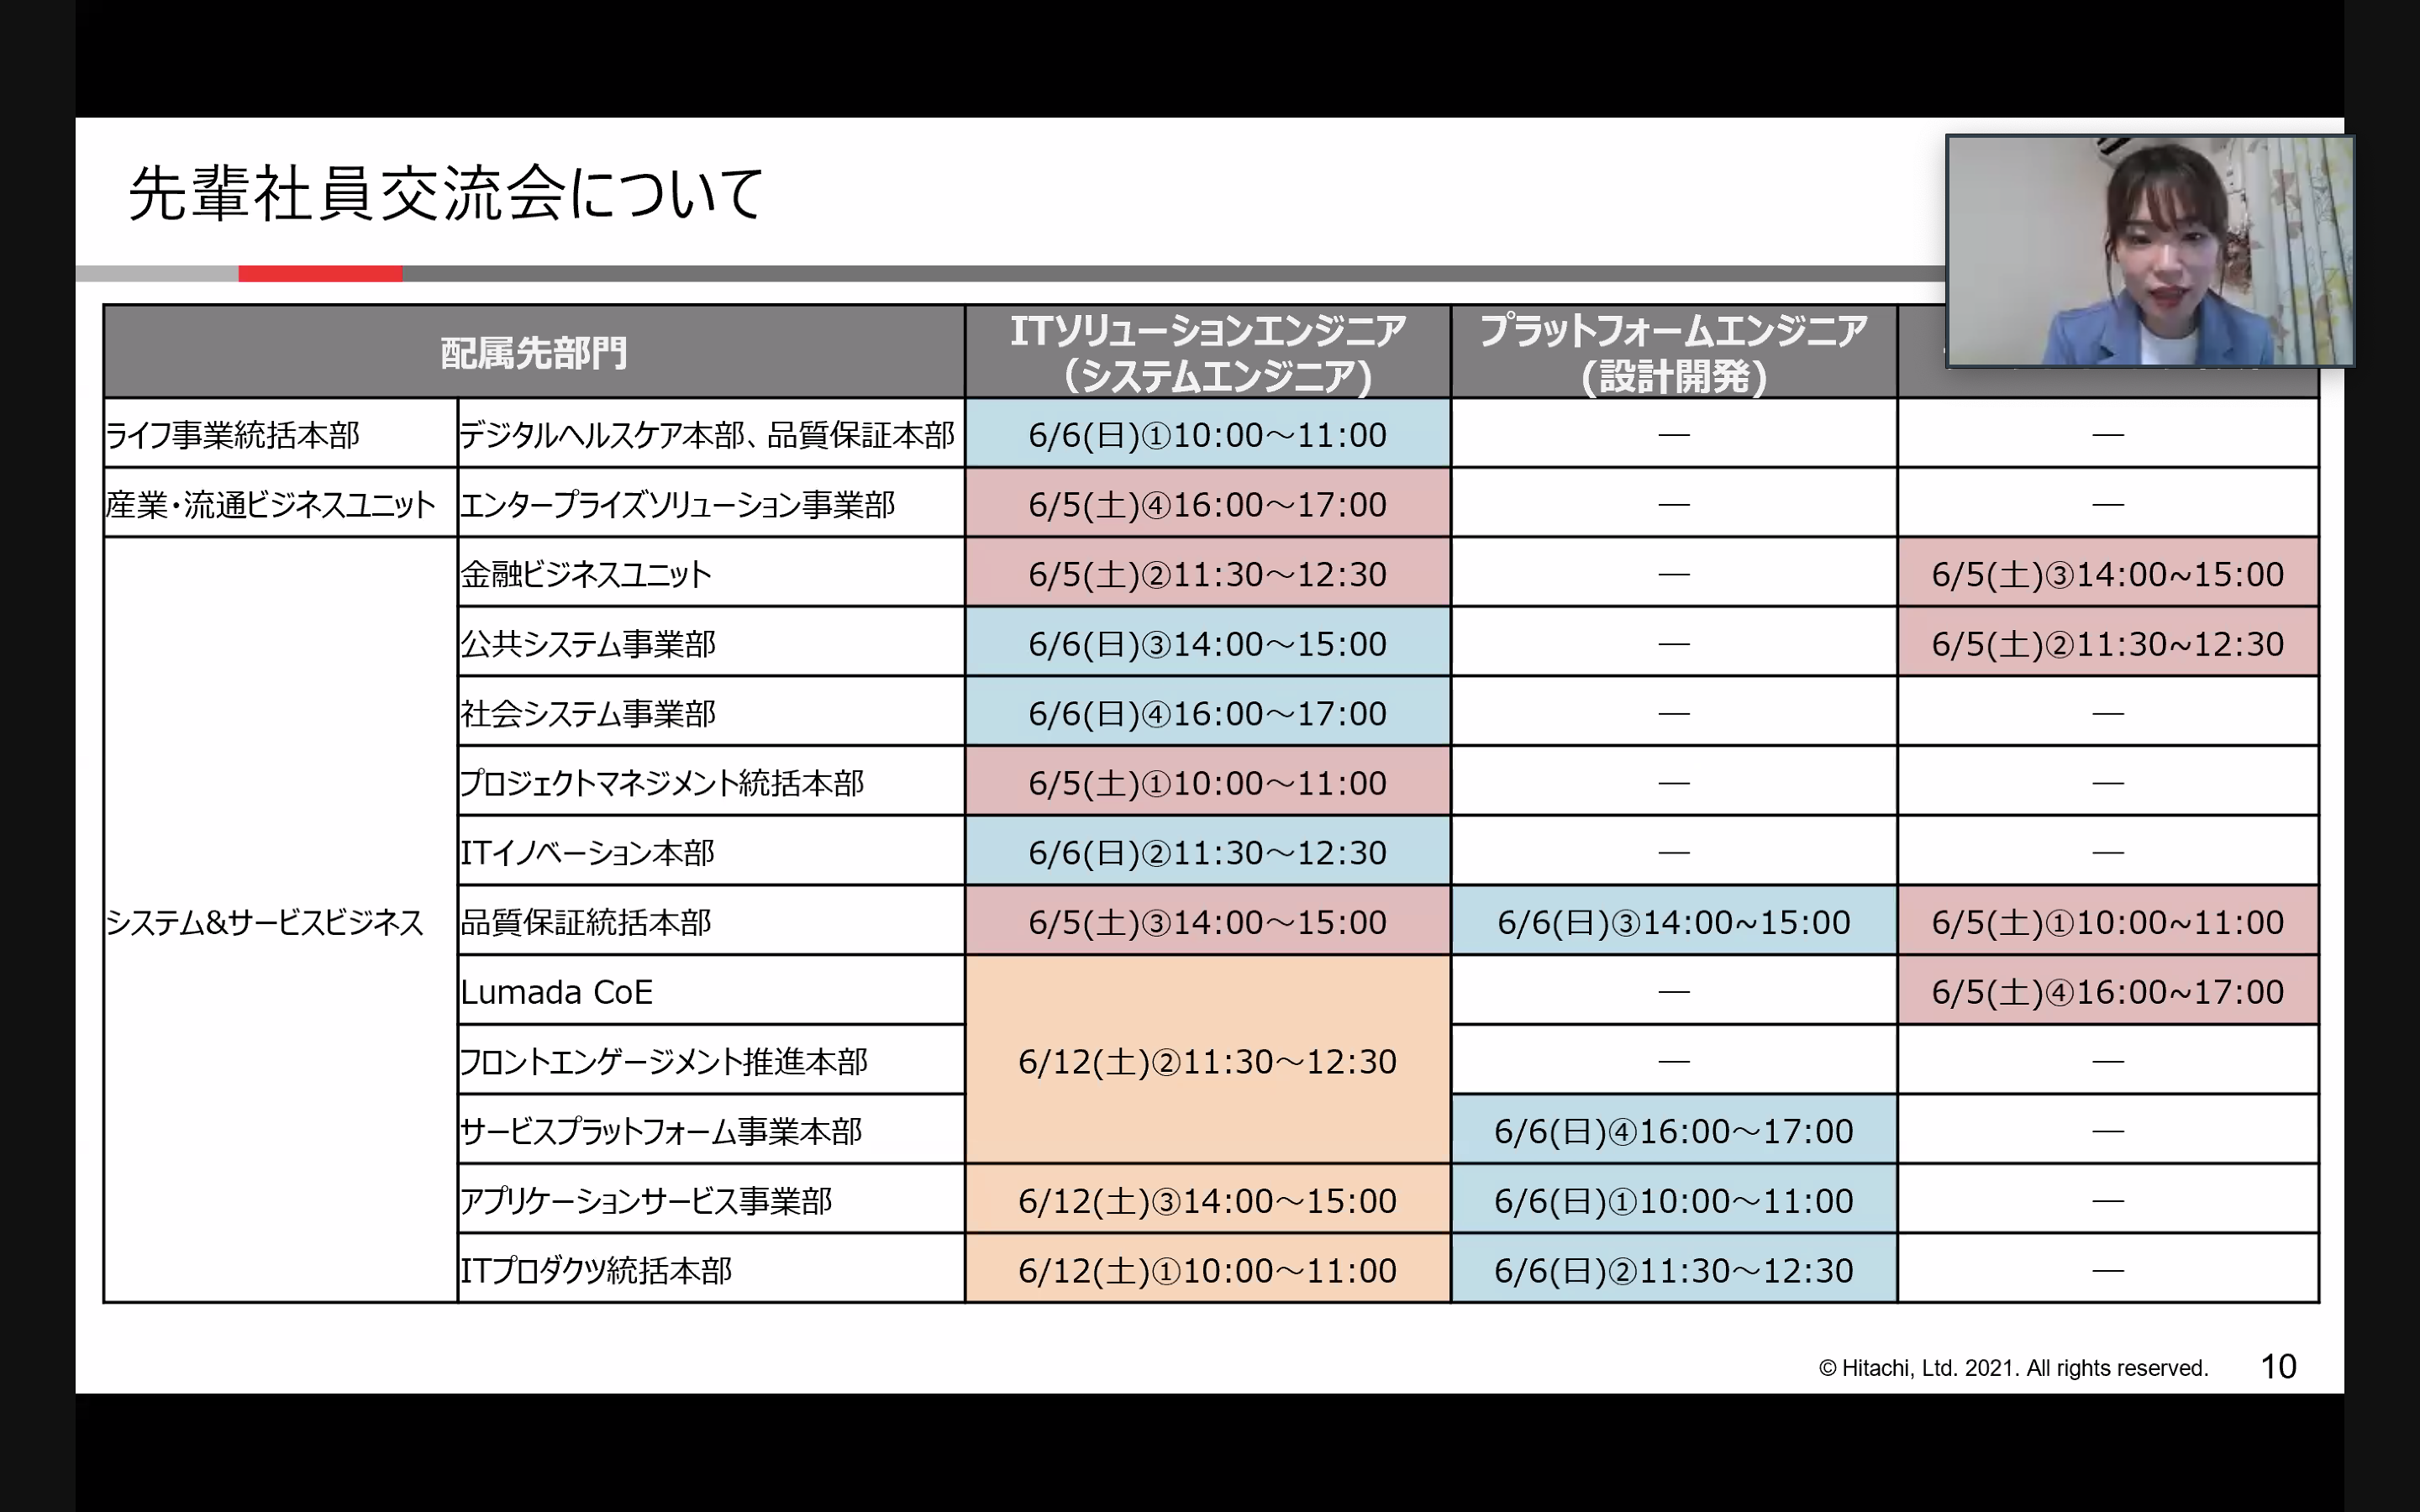 先輩社員交流会について
配属先部門
ITソリューションエンジニア
（システムエンジニア)
プラットフォームエンジニア
(設計開発)
ライフ事業統括本部 デジタルヘルスケア本部、品質保証本部 6/6(日)①10:00～11:00 ― ―
産業・流通ビジネスユニット エンタープライズソリューション事業部 6/5(土)④16:00～17:00 ― ―
金融ビジネスユニット 6/5(土)②11:30～12:30 ― 6/5(土)③14:00~15:00
公共システム事業部 6/6(日)③14:00～15:00 ― 6/5(土)②11:30~12:30
社会システム事業部 6/6(日)④16:00～17:00 ― ―
プロジェクトマネジメント統括本部 6/5(土)①10:00～11:00 ― ―
ITイノベーション本部 6/6(日)②11:30～12:30 ― ―
システム&サービスビジネス 品質保証統括本部 6/5(土)③14:00～15:00 6/6(日)③14:00~15:00 6/5(土)①10:00~11:00
Lumada CoE ― 6/5(土)④16:00~17:00
フロントエンゲージメント推進本部 6/12(土)②11:30～12:30 ― ―
サービスプラットフォーム事業本部 6/6(日)④16:00～17:00 ―
アプリケーションサービス事業部 6/12(土)③14:00～15:00 6/6(日)①10:00～11:00 ―
ITプロダクツ統括本部 6/12(土)①10:00～11:00 6/6(日)②11:30～12:30 ―
© Hitachi, Ltd. 2021. All rights reserved. 10